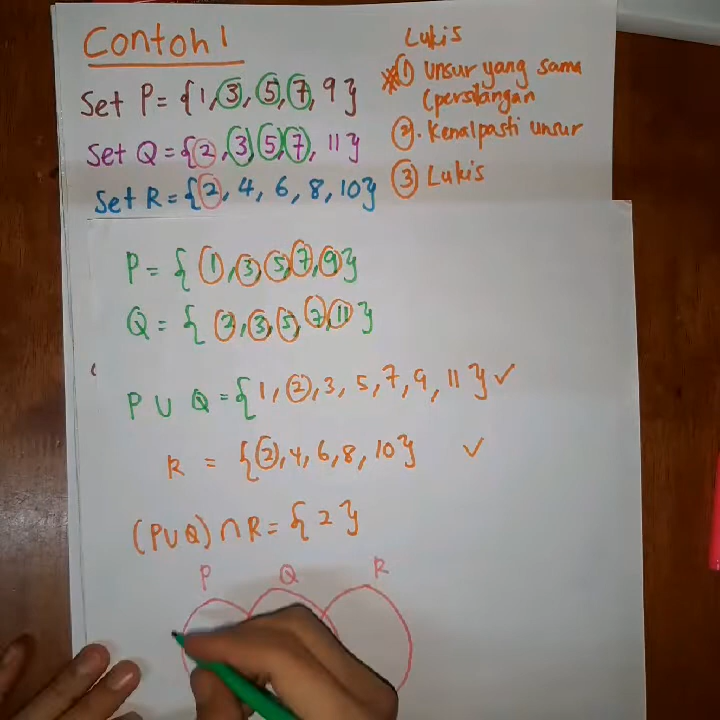 Contoh 1
Set P = {1, 3, 5, 7, 9}
Set Q = {2, 3, 5, 7, 11}
Set R = {2, 4, 6, 8, 10}
Lukis
① unsur yang sama
(persilangan
②. Kenalpasti unsur
③ Lukis
P = {1, 3, 5, 7, 9}
Q = {2, 3, 5, 7, 11}
P ∪ Q = {1, 2, 3, 5, 7, 9, 11} ✓
R = {2, 4, 6, 8, 10} ✓
(P∪Q) ∩ R = {2}
P Q R